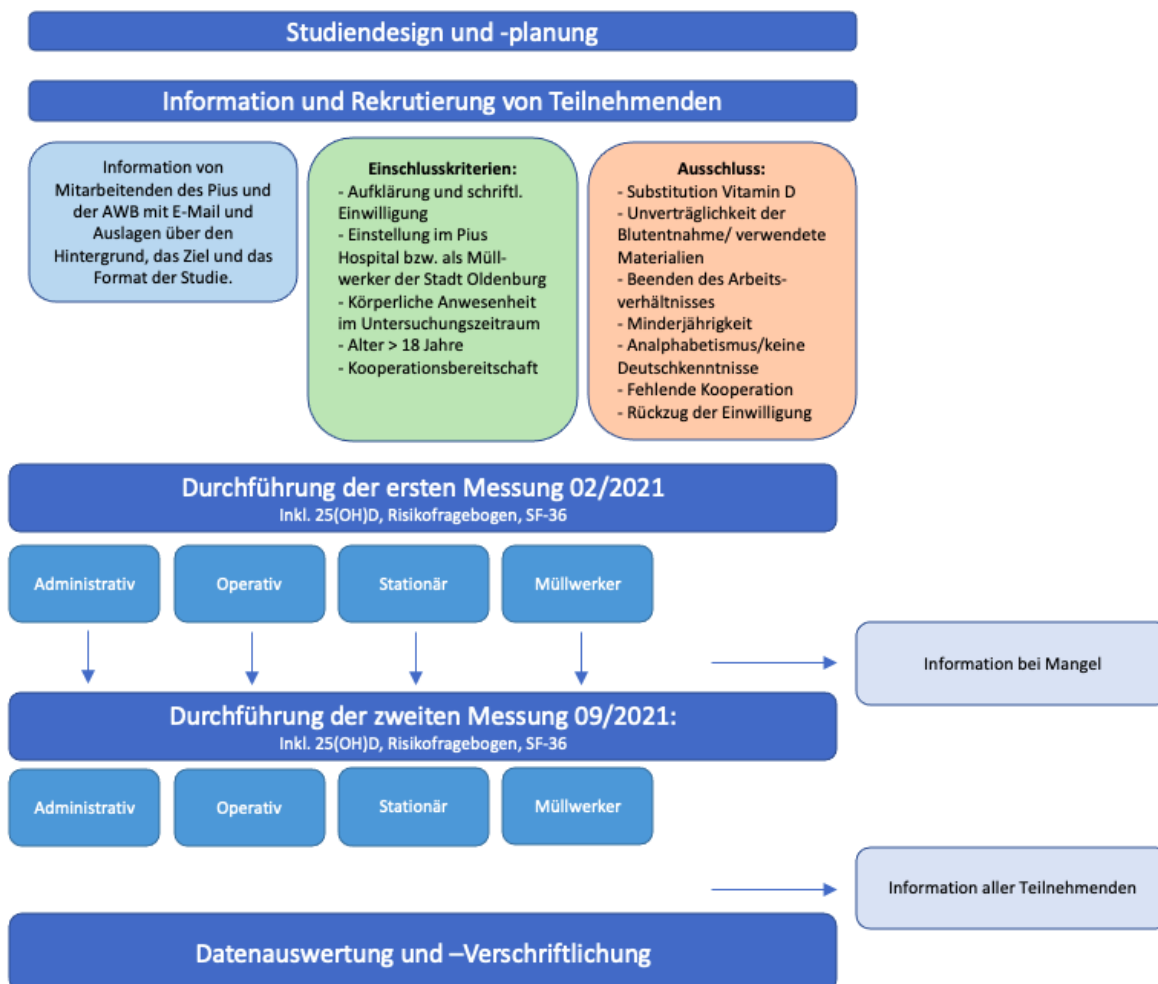 Studiendesign und -planung
Information und Rekrutierung von Teilnehmenden
Information von
Mitarbeitenden des Pius und
der AWB mit E-Mail und
Auslagen über den
Hintergrund, das Ziel und das
Format der Studie.
Einschlusskriterien:
- Aufklärung und schriftl.
Einwilligung
- Einstellung im Pius
Hospital bzw. als Müll-
werker der Stadt Oldenburg
- Körperliche Anwesenheit
im Untersuchungszeitraum
- Alter > 18 Jahre
- Kooperationsbereitschaft
Ausschluss:
- Substitution Vitamin D
- Unverträglichkeit der
Blutentnahme/ verwendete
Materialien
- Beenden des Arbeits-
verhältnisses
- Minderjährigkeit
- Analphabetismus/keine
Deutschkenntnisse
- Fehlende Kooperation
- Rückzug der Einwilligung
Durchführung der ersten Messung 02/2021
Inkl. 25(OH)D, Risikofragebogen, SF-36
Administrativ
Operativ
Stationär
Müllwerker
Information bei Mangel
Durchführung der zweiten Messung 09/2021:
Inkl. 25(OH)D, Risikofragebogen, SF-36
Administrativ
Operativ
Stationär
Müllwerker
Information aller Teilnehmenden
Datenauswertung und –Verschriftlichung